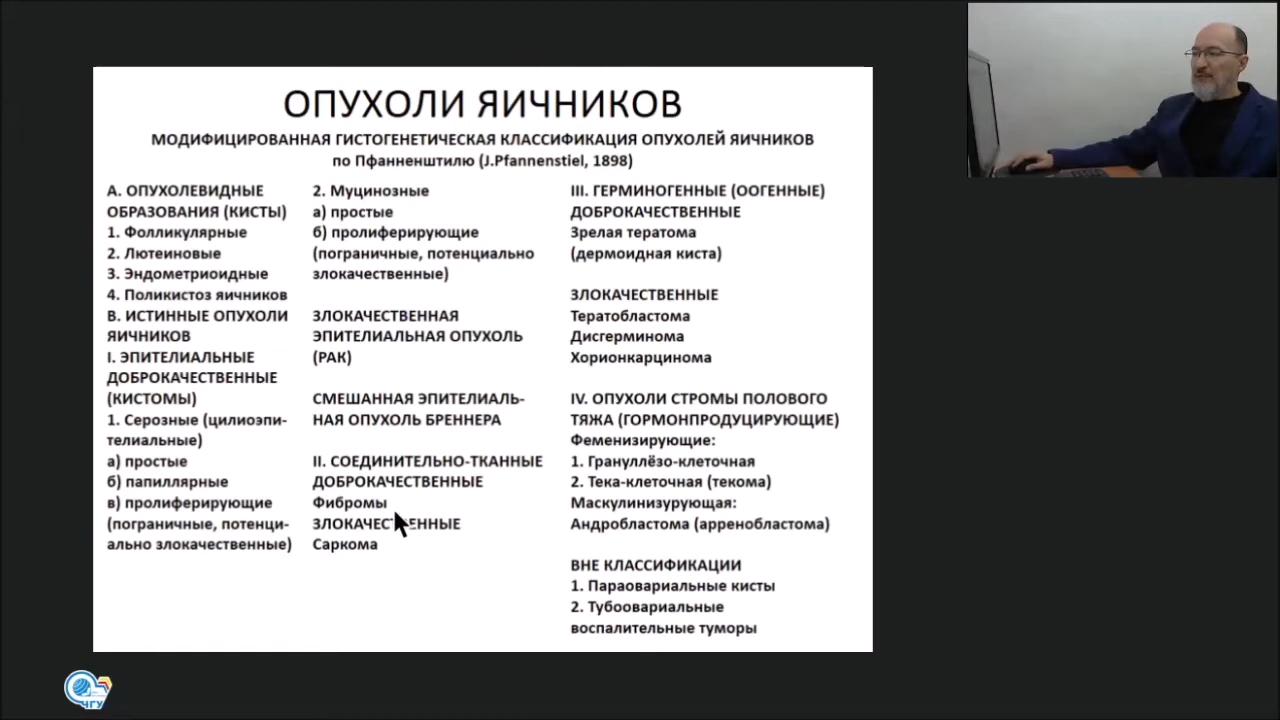 ОПУХОЛИ ЯИЧНИКОВ
МОДИФИЦИРОВАННАЯ ГИСТОГЕНЕТИЧЕСКАЯ КЛАССИФИКАЦИЯ ОПУХОЛЕЙ ЯИЧНИКОВ
по Пфанненштилю (J.Pfannenstiel, 1898)
А. ОПУХОЛЕВИДНЫЕ
ОБРАЗОВАНИЯ (КИСТЫ)
1. Фолликулярные
2. Лютеиновые
3. Эндометриоидные
4. Поликистоз яичников
В. ИСТИННЫЕ ОПУХОЛИ
ЯИЧНИКОВ
I. ЭПИТЕЛИАЛЬНЫЕ
ДОБРОКАЧЕСТВЕННЫЕ
(КИСТОМЫ)
1. Серозные (цилиоэпи-
телиальные)
а) простые
б) папиллярные
в) пролиферирующие
(пограничные, потенци-
ально злокачественные)
2. Муцинозные
а) простые
б) пролиферирующие
(пограничные, потенциально
злокачественные)
ЗЛОКАЧЕСТВЕННАЯ
ЭПИТЕЛИАЛЬНАЯ ОПУХОЛЬ
(РАК)
СМЕШАННАЯ ЭПИТЕЛИАЛЬ-
НАЯ ОПУХОЛЬ БРЕННЕРА
II. СОЕДИНИТЕЛЬНО-ТКАННЫЕ
ДОБРОКАЧЕСТВЕННЫЕ
Фибромы
ЗЛОКАЧЕСТВЕННЫЕ
Саркома
III. ГЕРМИНОГЕННЫЕ (ООГЕННЫЕ)
ДОБРОКАЧЕСТВЕННЫЕ
Зрелая тератома
(дермоидная киста)
ЗЛОКАЧЕСТВЕННЫЕ
Тератобластома
Дисгерминома
Хорионкарцинома
IV. ОПУХОЛИ СТРОМЫ ПОЛОВОГО
ТЯЖА (ГОРМОНПРОДУЦИРУЮЩИЕ)
Феменизирующие:
1. Грануллёзо-клеточная
2. Тека-клеточная (текома)
Маскулинизирующая:
Андробластома (арренобластома)
ВНЕ КЛАССИФИКАЦИИ
1. Параовариальные кисты
2. Тубоовариальные
воспалительные туморы
ЧГУ